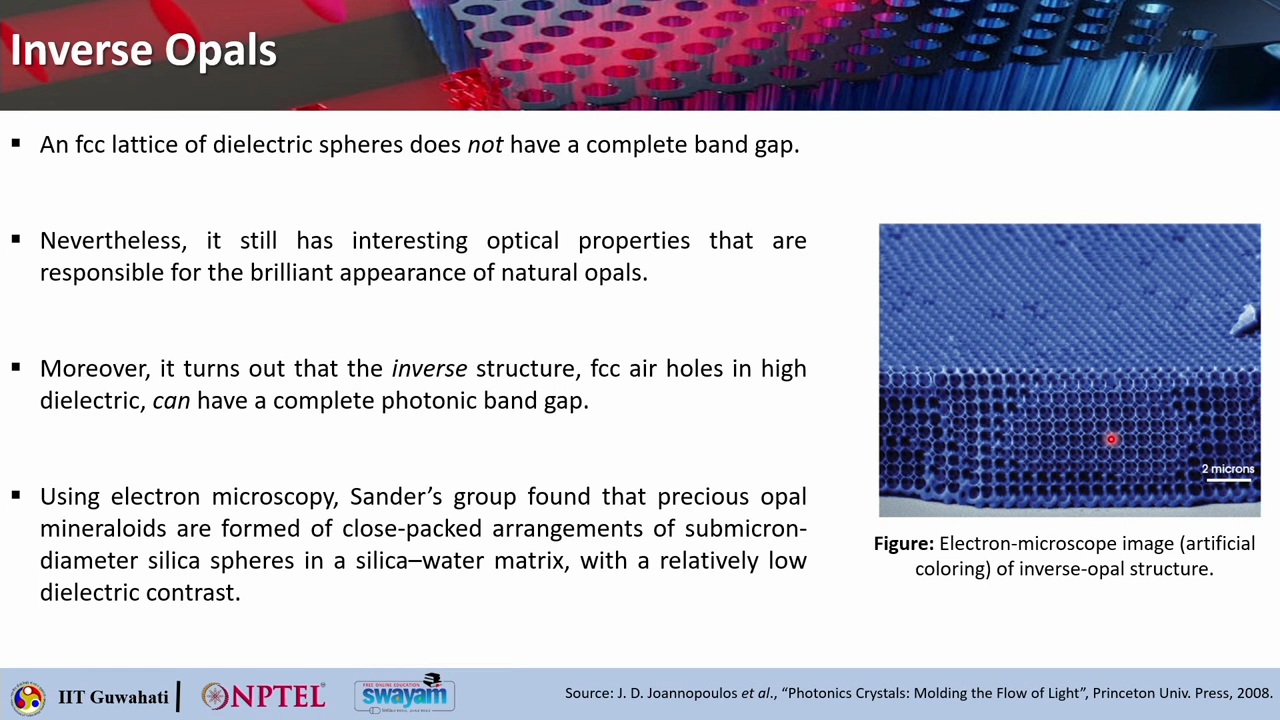 Inverse Opals
▪ An fcc lattice of dielectric spheres does not have a complete band gap.
▪ Nevertheless, it still has interesting optical properties that are
responsible for the brilliant appearance of natural opals.
▪ Moreover, it turns out that the inverse structure, fcc air holes in high
dielectric, can have a complete photonic band gap.
▪ Using electron microscopy, Sander’s group found that precious opal
mineraloids are formed of close-packed arrangements of submicron-
diameter silica spheres in a silica–water matrix, with a relatively low
dielectric contrast.
2 microns
Figure: Electron-microscope image (artificial
coloring) of inverse-opal structure.
IIT Guwahati
NPTEL
FREE ONLINE EDUCATION
swayam
Source: J. D. Joannopoulos et al., “Photonics Crystals: Molding the Flow of Light”, Princeton Univ. Press, 2008.